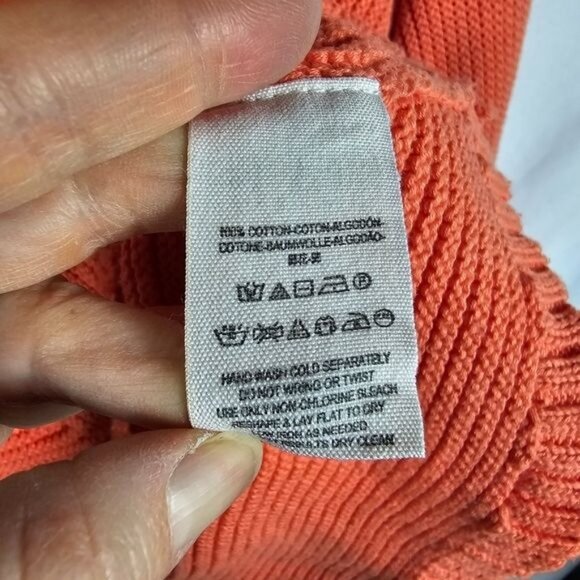 100% COTTON-COTON-ALGODÓN-
COTONE-BAUMWOLLE-ALGODÃO-
HAND WASH COLD SEPARATELY
DO NOT WRING OR TWIST
USE ONLY NON-CHLORINE BLEACH
RESHAPE & LAY FLAT TO DRY
IRON AS NEEDED
DRY CLEAN